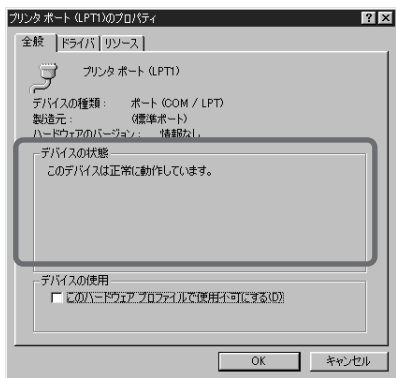 プリンタ ポート (LPT1)のプロパティ
全般 ドライバ リソース
プリンタ ポート (LPT1)
デバイスの種類： ポート (COM / LPT)
製造元： (標準ポート)
ハードウェアのバージョン： 情報なし
デバイスの状態
このデバイスは正常に動作しています。
デバイスの使用
このハードウェア プロファイルで使用不可にする(D)
OK キャンセル